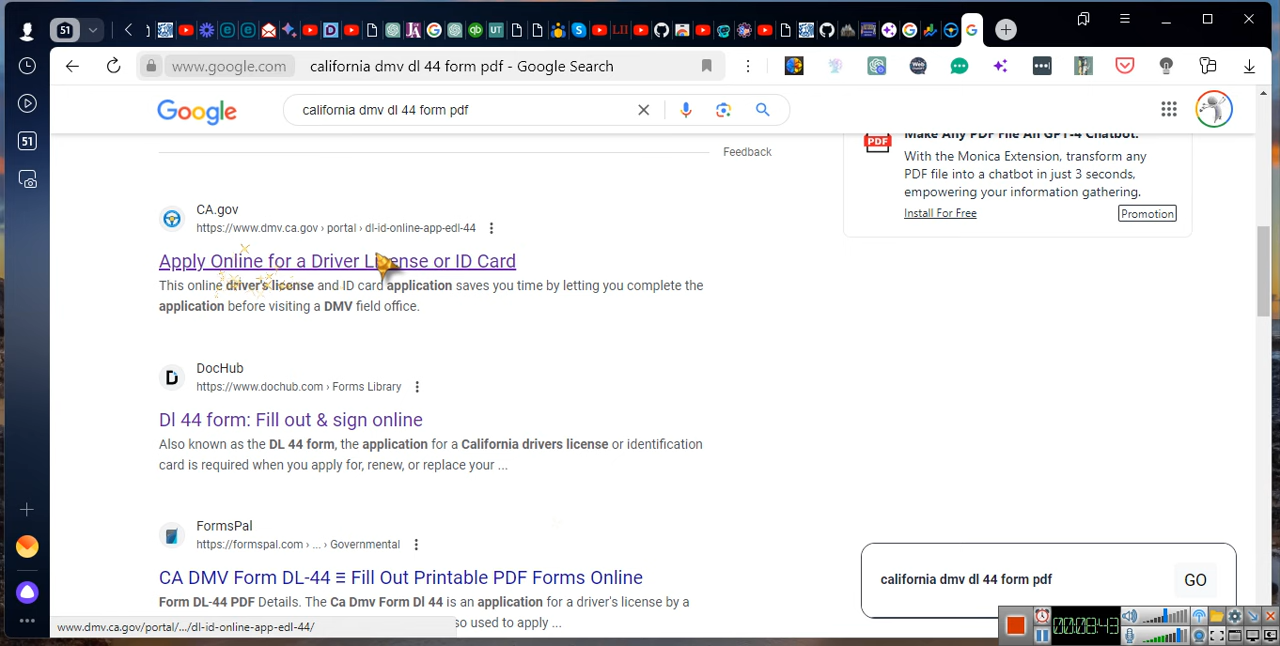 51
www.google.com
california dmv dl 44 form pdf - Google Search
51
Google
california dmv dl 44 form pdf
Feedback
Make Any PDF File An GPT-4 Chatbot.
PDF
With the Monica Extension, transform any
PDF file into a chatbot in just 3 seconds,
empowering your information gathering.
Install For Free
Promotion
CA.gov
https://www.dmv.ca.gov › portal › dl-id-online-app-edl-44
Apply Online for a Driver License or ID Card
This online driver's license and ID card application saves you time by letting you complete the
application before visiting a DMV field office.
DocHub
https://www.dochub.com › Forms Library
Dl 44 form: Fill out & sign online
Also known as the DL 44 form, the application for a California drivers license or identification
card is required when you apply for, renew, or replace your ...
FormsPal
https://formspal.com › ... › Governmental
CA DMV Form DL-44 ≡ Fill Out Printable PDF Forms Online
Form DL-44 PDF Details. The Ca Dmv Form Dl 44 is an application for a driver's license by a
so used to apply ...
california dmv dl 44 form pdf
GO
www.dmv.ca.gov/portal/.../dl-id-online-app-edl-44/
00:08:43